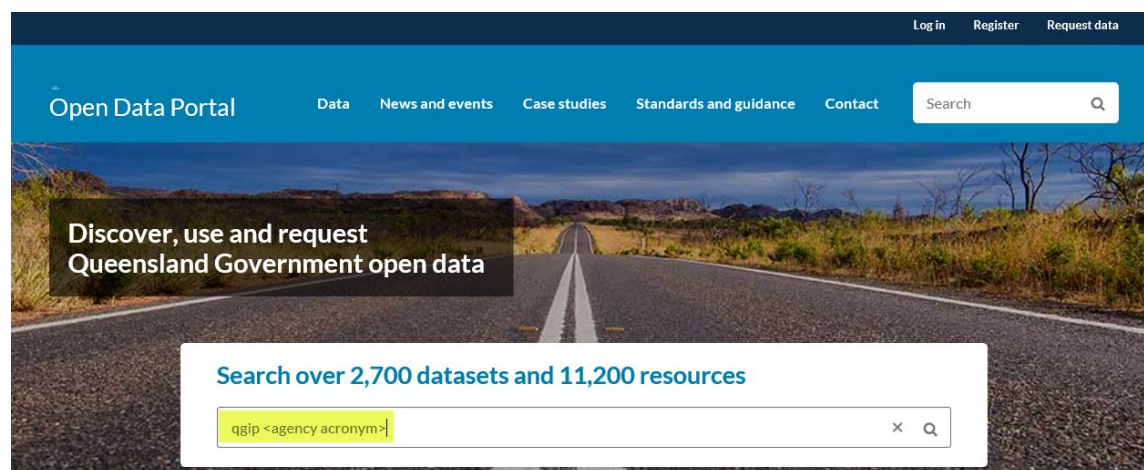 Log in Register Request data
Open Data Portal Data News and events Case studies Standards and guidance Contact Search
Discover, use and request
Queensland Government open data
Search over 2,700 datasets and 11,200 resources
qgip <agency acronym>